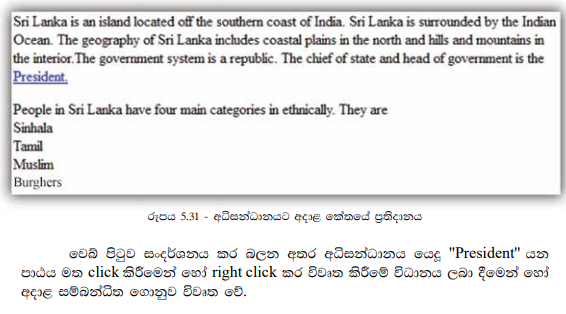 Sri Lanka is an island located off the southern coast of India. Sri Lanka is surrounded by the Indian
Ocean. The geography of Sri Lanka includes coastal plains in the north and hills and mountains in
the interior.The government system is a republic. The chief of state and head of government is the
President.
People in Sri Lanka have four main categories in ethnically. They are
Sinhala
Tamil
Muslim
Burghers
රූපය 5.31 - අධිසන්ධානයට අදාළ කේතයේ ප්‍රතිදානය
වෙබ් පිටුව සංදර්ශනය කර බලන අතර අධිසන්ධානය යෙදූ "President" යන
පාඨය මත click කිරීමෙන් හෝ right click කර විවෘත කිරීමේ විධානය ලබා දීමෙන් හෝ
අදාළ සම්බන්ධිත ගොනුව විවෘත වේ.